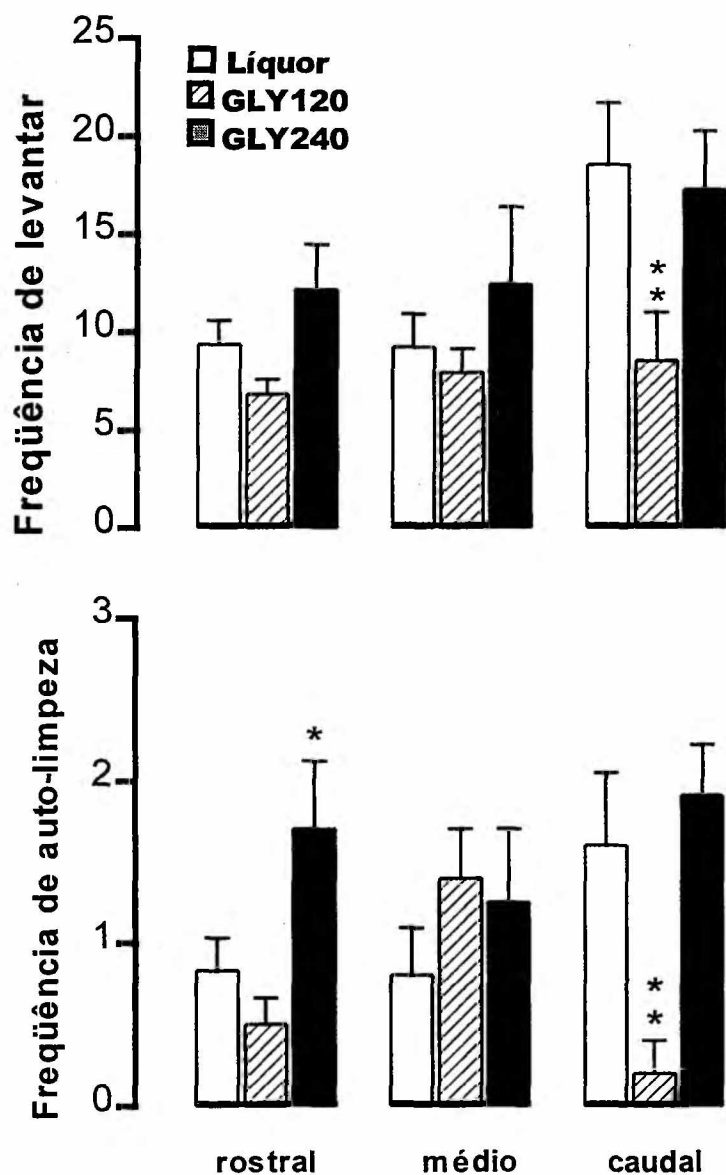 Freqüência de levantar
25
20
15
10
5
0
Líquor
GLY120
GLY240
*
*
Freqüência de auto-limpeza
3
2
1
0
*
*
*
rostral
médio
caudal